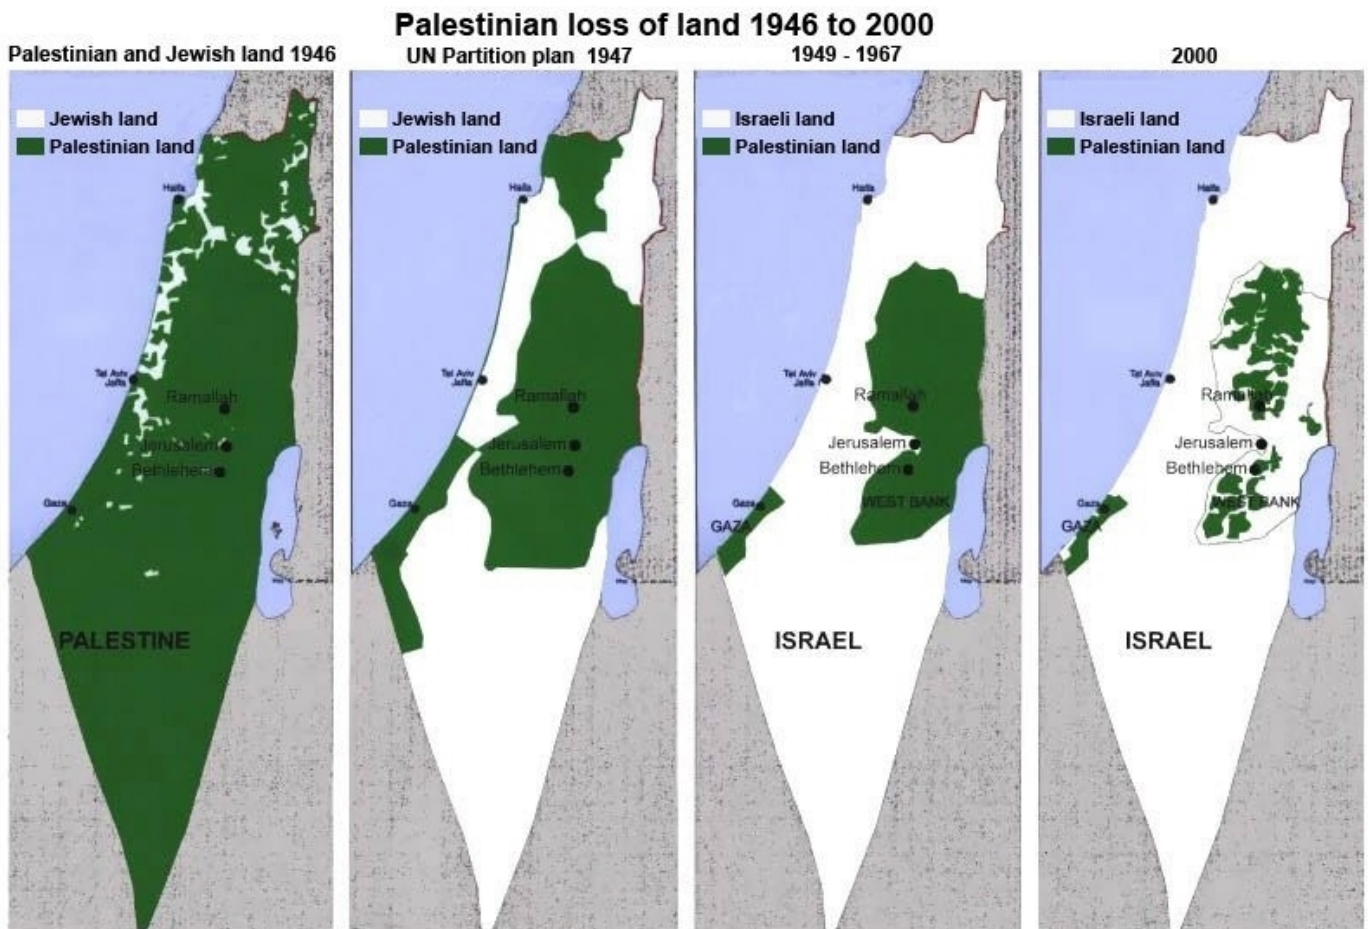 Palestinian loss of land 1946 to 2000
Palestinian and Jewish land 1946
Jewish land
Palestinian land
Haifa
Tel Aviv
Jaffa
Ramallah
Jerusalem
Bethlehem
Gaza
PALESTINE
UN Partition plan 1947
Jewish land
Palestinian land
Haifa
Tel Aviv
Jaffa
Ramallah
Jerusalem
Bethlehem
Gaza
1949 - 1967
Israeli land
Palestinian land
Haifa
Tel Aviv
Jaffa
Ramallah
Jerusalem
Bethlehem
Gaza
WEST BANK
GAZA
ISRAEL
2000
Israeli land
Palestinian land
Haifa
Tel Aviv
Jaffa
Ramallah
Jerusalem
Bethlehem
Gaza
WEST BANK
GAZA
ISRAEL